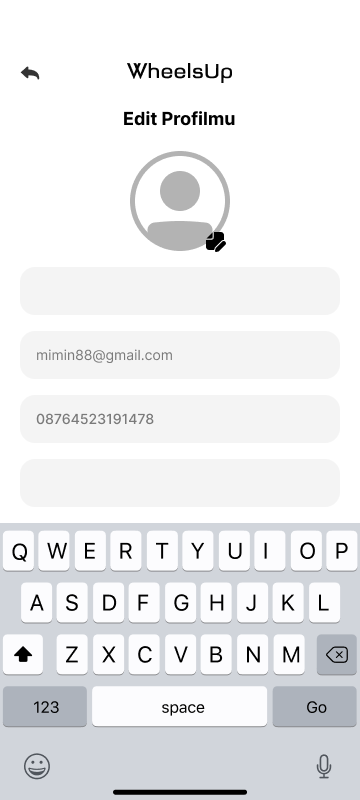 WheelsUp
Edit Profilmu
mimin88@gmail.com
08764523191478
Q W E R T Y U I O P
A S D F G H J K L
Z X C V B N M
123 space Go